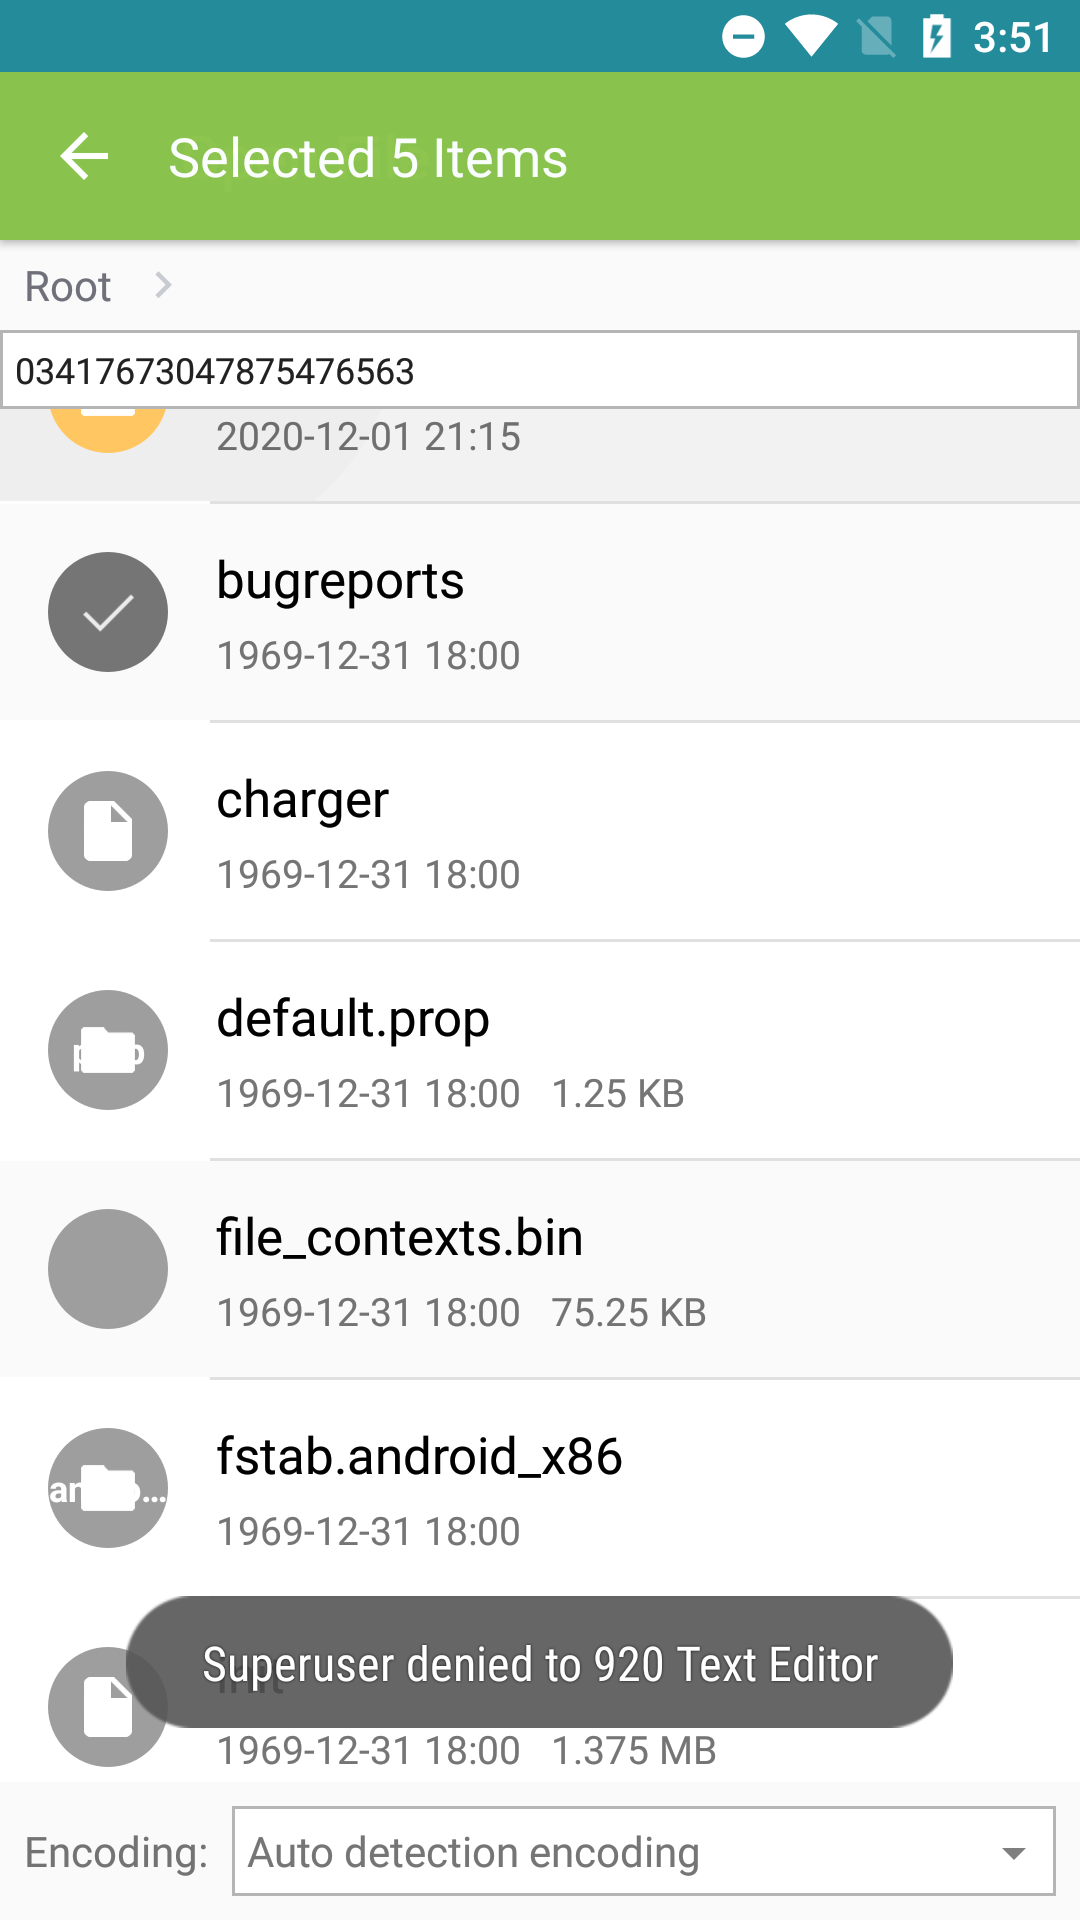 3:51
Selected 5 Items
Root
03417673047875476563
2020-12-01 21:15
bugreports
1969-12-31 18:00
charger
1969-12-31 18:00
default.prop
1969-12-31 18:00 1.25 KB
file_contexts.bin
1969-12-31 18:00 75.25 KB
fstab.android_x86
1969-12-31 18:00
Superuser denied to 920 Text Editor
1969-12-31 18:00 1.375 MB
Encoding: Auto detection encoding